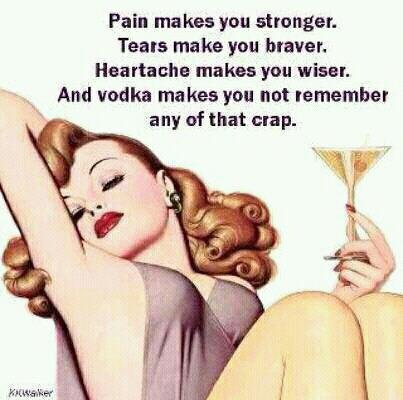 Pain makes you stronger.
Tears make you braver.
Heartache makes you wiser.
And vodka makes you not remember
any of that crap.
KKWalker